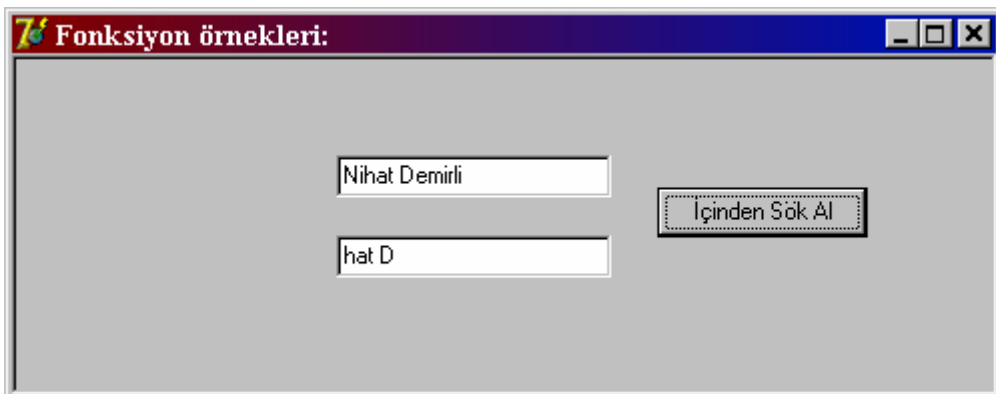 Fonksiyon örnekleri:
Nihat Demirli
İçinden Sök Al
hat D